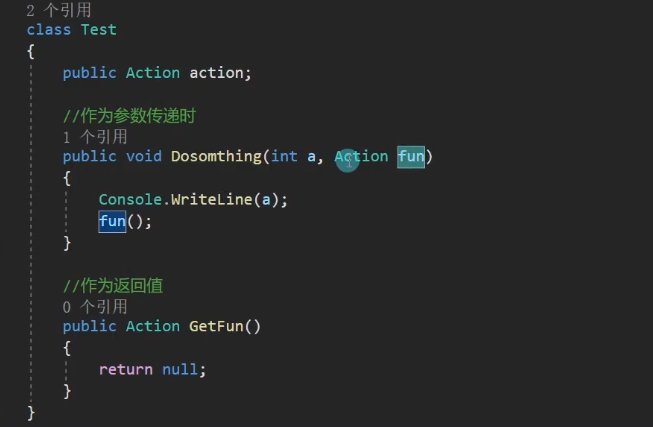 2 个引用
class Test
{
public Action action;
//作为参数传递时
1 个引用
public void Dosomthing(int a, Action fun)
{
Console.WriteLine(a);
fun();
}
//作为返回值
0 个引用
public Action GetFun()
{
return null;
}
}